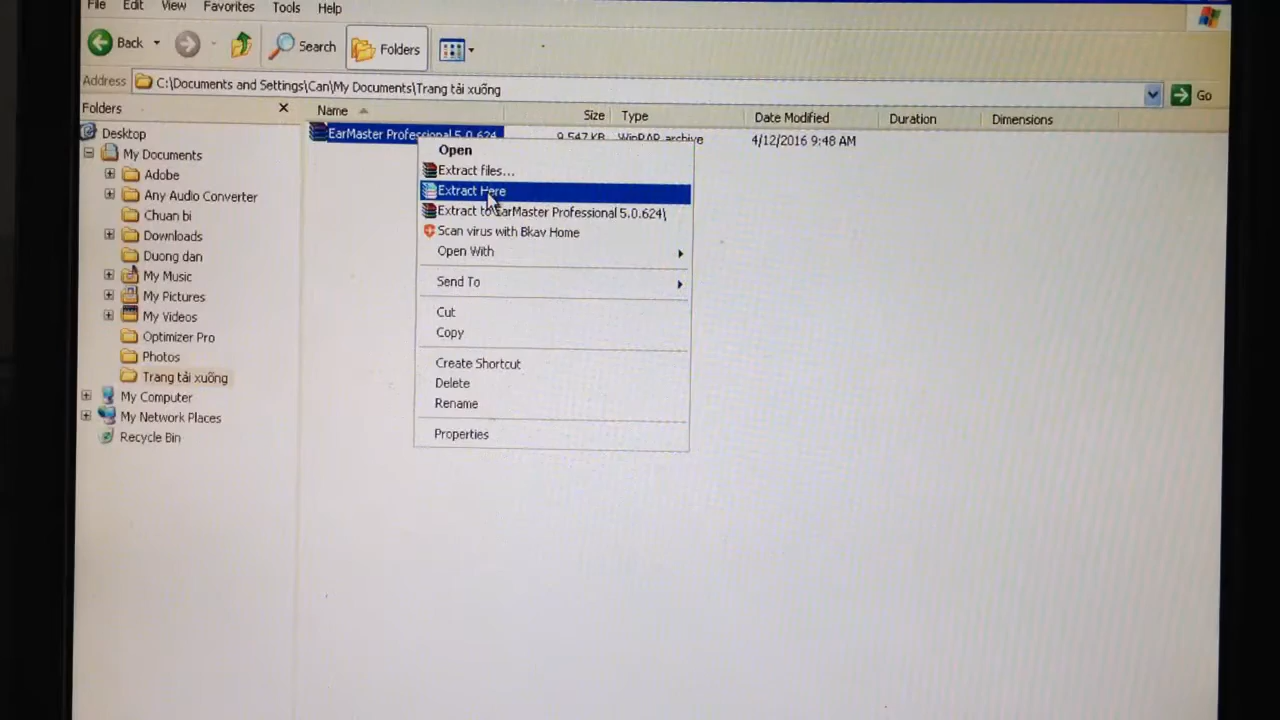 File Edit View Favorites Tools Help
Back Search Folders
Address C:\Documents and Settings\Can\My Documents\Trang tải xuống Go
Folders
Name Size Type Date Modified Duration Dimensions
Desktop
My Documents
Adobe
Any Audio Converter
Chuan bi
Downloads
Duong dan
My Music
My Pictures
My Videos
Optimizer Pro
Photos
Trang tải xuống
My Computer
My Network Places
Recycle Bin
EarMaster Professional 5.0.624 9,547 KB WinRAR archive 4/12/2016 9:48 AM
Open
Extract files...
Extract Here
Extract to EarMaster Professional 5.0.624\
Scan virus with Bkav Home
Open With
Send To
Cut
Copy
Create Shortcut
Delete
Rename
Properties